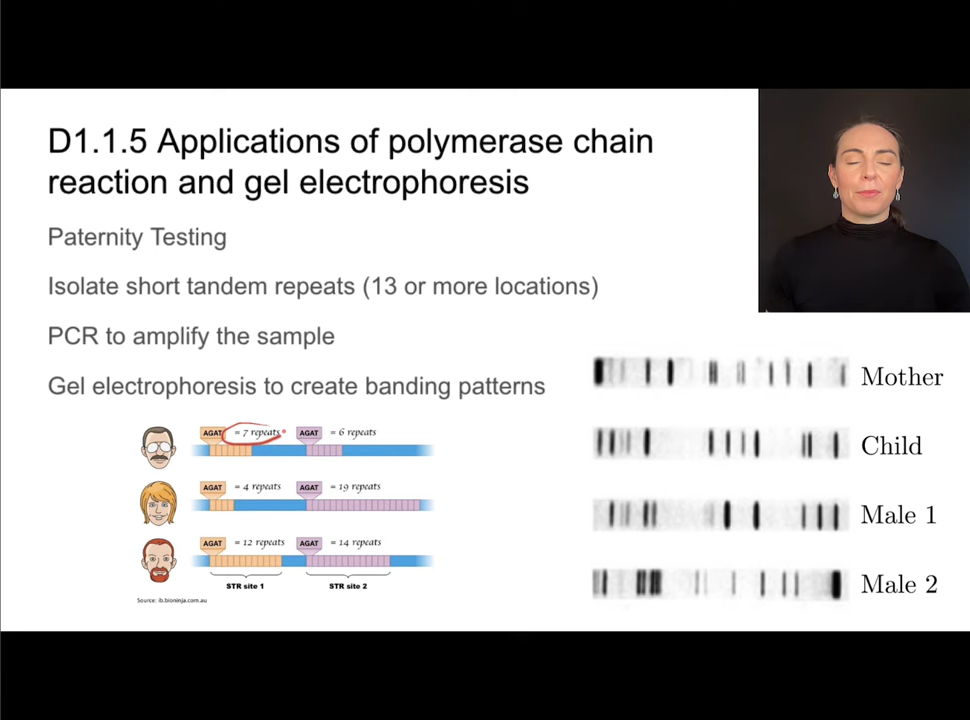 D1.1.5 Applications of polymerase chain
reaction and gel electrophoresis
Paternity Testing
Isolate short tandem repeats (13 or more locations)
PCR to amplify the sample
Gel electrophoresis to create banding patterns
AGAT = 7 repeats AGAT = 6 repeats
AGAT = 4 repeats AGAT = 19 repeats
AGAT = 12 repeats AGAT = 14 repeats
STR site 1 STR site 2
Source: ib.bioninja.com.au
Mother
Child
Male 1
Male 2